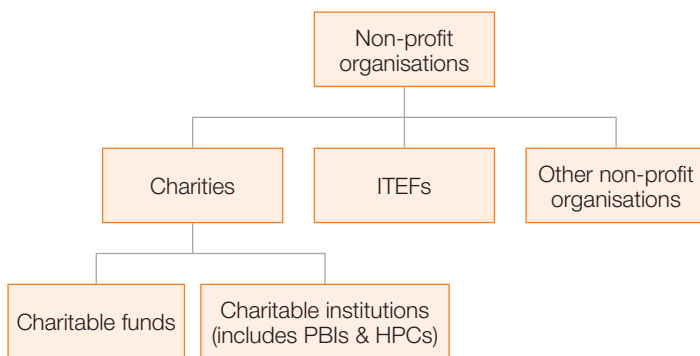 Non-profit
organisations
Charities
ITEFs
Other non-profit
organisations
Charitable funds
Charitable institutions
(includes PBIs & HPCs)